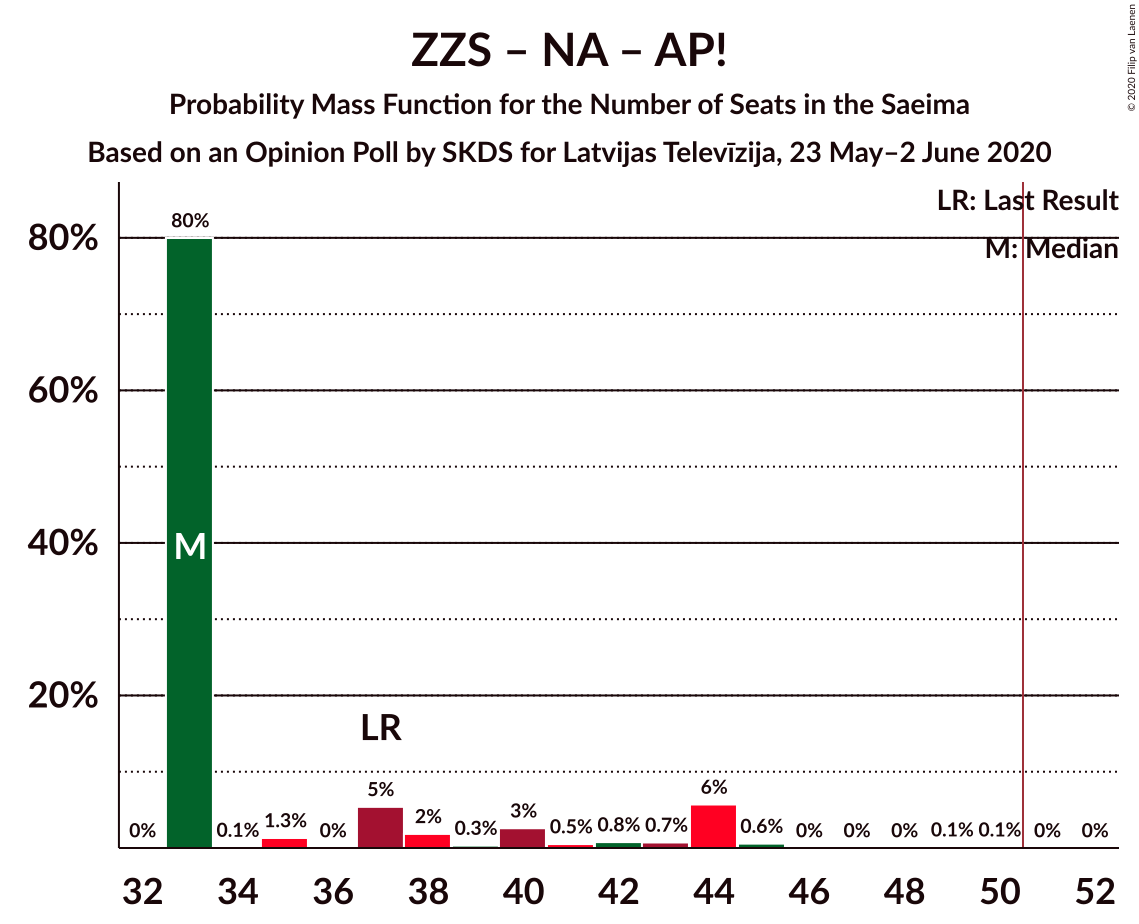 ZZS – NA – AP!
Probability Mass Function for the Number of Seats in the Saeima
Based on an Opinion Poll by SKDS for Latvijas Televīzija, 23 May–2 June 2020
© 2020 Filip van Laenen
LR: Last Result
M: Median
80%
60%
40%
20%
0% 80% 0.1% 1.3% 0% 5% 2% 0.3% 3% 0.5% 0.8% 0.7% 6% 0.6% 0% 0% 0% 0.1% 0.1% 0% 0%
M
LR
32 34 36 38 40 42 44 46 48 50 52